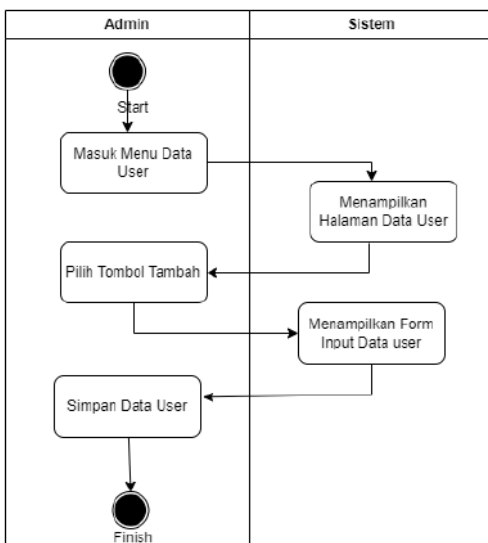 Admin
Sistem
Start
Masuk Menu Data
User
Menampilkan
Halaman Data User
Pilih Tombol Tambah
Menampilkan Form
Input Data user
Simpan Data User
Finish